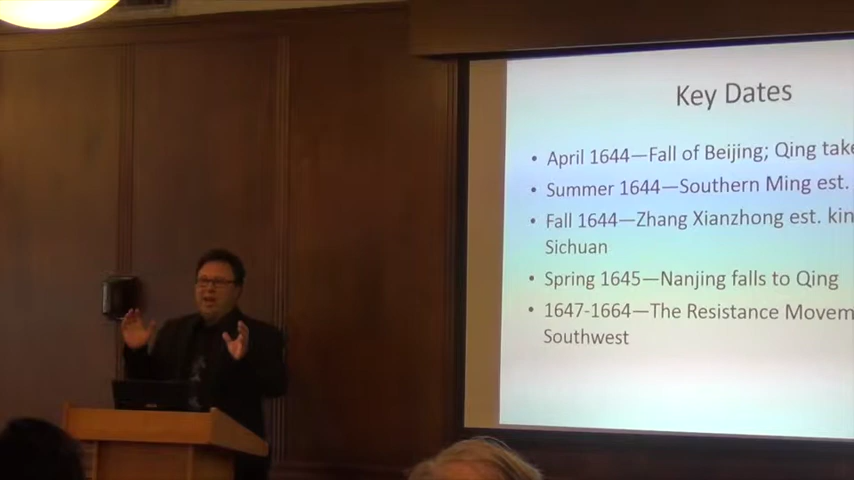 Key Dates
• April 1644—Fall of Beijing; Qing take
• Summer 1644—Southern Ming est.
• Fall 1644—Zhang Xianzhong est. kin
Sichuan
• Spring 1645—Nanjing falls to Qing
• 1647-1664—The Resistance Movem
Southwest